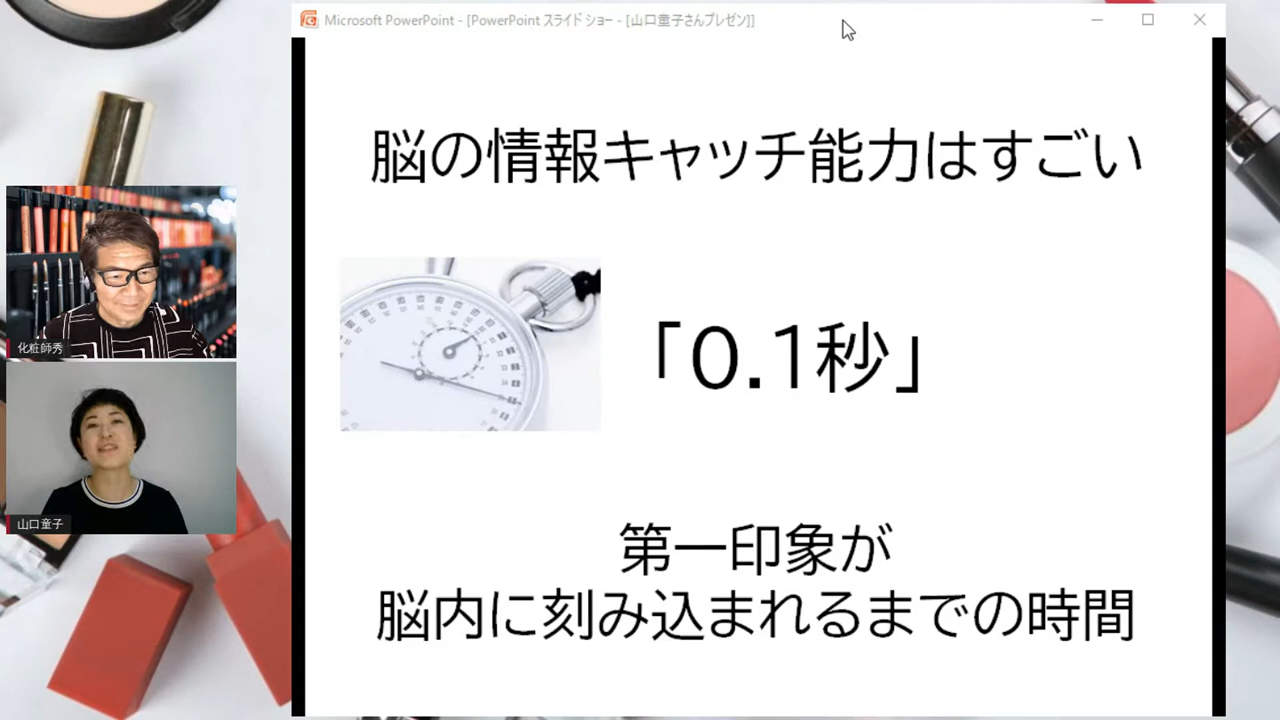 Microsoft PowerPoint - [PowerPoint スライド ショー - [山口童子さんプレゼン]]
脳の情報キャッチ能力はすごい
「0.1秒」
第一印象が
脳内に刻み込まれるまでの時間
化粧師秀
山口童子